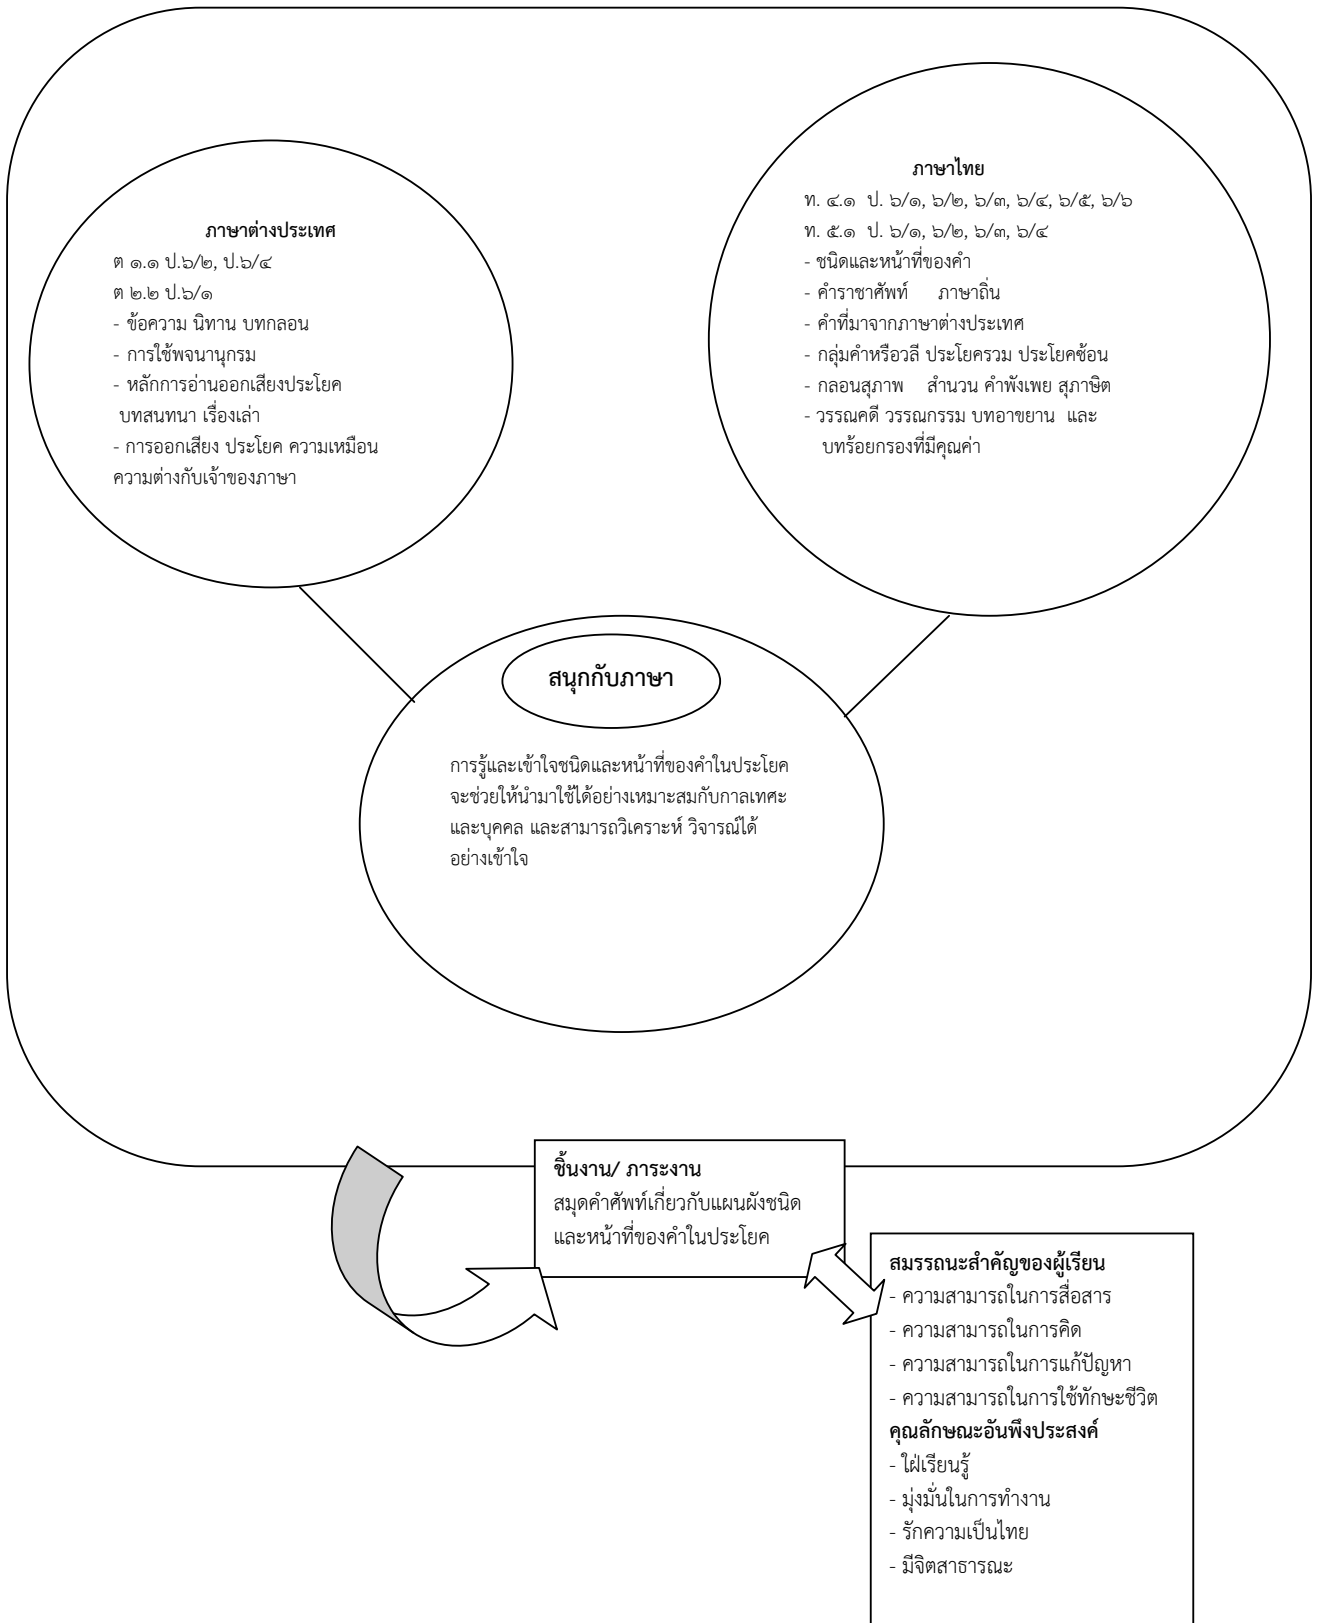 ภาษาต่างประเทศ
ต ๑.๑ ป.๖/๒, ป.๖/๔
ต ๒.๒ ป.๖/๑
- ข้อความ นิทาน บทกลอน
- การใช้พจนานุกรม
- หลักการอ่านออกเสียงประโยค
บทสนทนา เรื่องเล่า
- การออกเสียง ประโยค ความเหมือน
ความต่างกับเจ้าของภาษา
ภาษาไทย
ท. ๔.๑ ป. ๖/๑, ๖/๒, ๖/๓, ๖/๔, ๖/๕, ๖/๖
ท. ๕.๑ ป. ๖/๑, ๖/๒, ๖/๓, ๖/๔
- ชนิดและหน้าที่ของคำ
- คำราชาศัพท์ ภาษาถิ่น
- คำที่มาจากภาษาต่างประเทศ
- กลุ่มคำหรือวลี ประโยครวม ประโยคซ้อน
- กลอนสุภาพ สำนวน คำพังเพย สุภาษิต
- วรรณคดี วรรณกรรม บทอาขยาน และ
บทร้อยกรองที่มีคุณค่า
สนุกกับภาษา
การรู้และเข้าใจชนิดและหน้าที่ของคำในประโยค
จะช่วยให้นำมาใช้ได้อย่างเหมาะสมกับกาลเทศะ
และบุคคล และสามารถวิเคราะห์ วิจารณ์ได้
อย่างเข้าใจ
ชิ้นงาน/ ภาระงาน
สมุดคำศัพท์เกี่ยวกับแผนผังชนิด
และหน้าที่ของคำในประโยค
สมรรถนะสำคัญของผู้เรียน
- ความสามารถในการสื่อสาร
- ความสามารถในการคิด
- ความสามารถในการแก้ปัญหา
- ความสามารถในการใช้ทักษะชีวิต
คุณลักษณะอันพึงประสงค์
- ใฝ่เรียนรู้
- มุ่งมั่นในการทำงาน
- รักความเป็นไทย
- มีจิตสาธารณะ